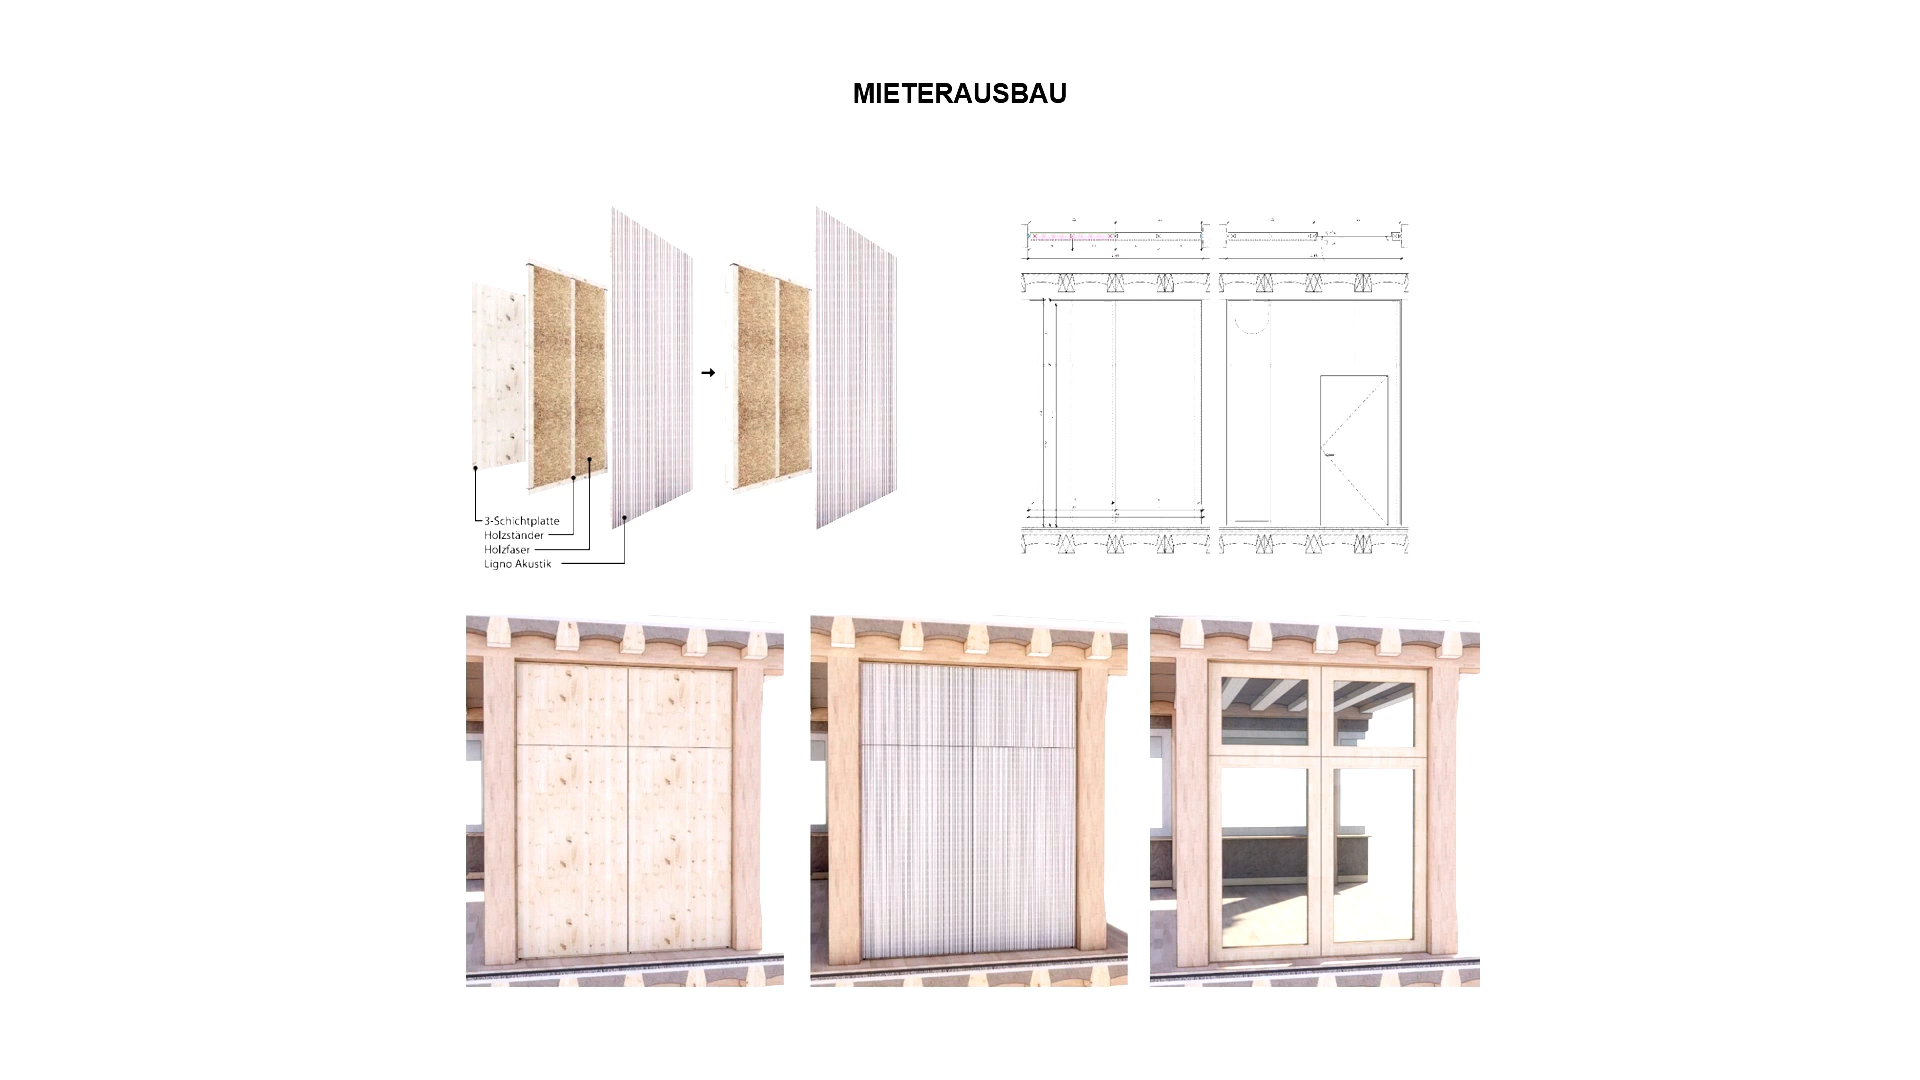 MIETERAUSBAU
3-Schichtplatte
Holzständer
Holzfaser
Ligno Akustik